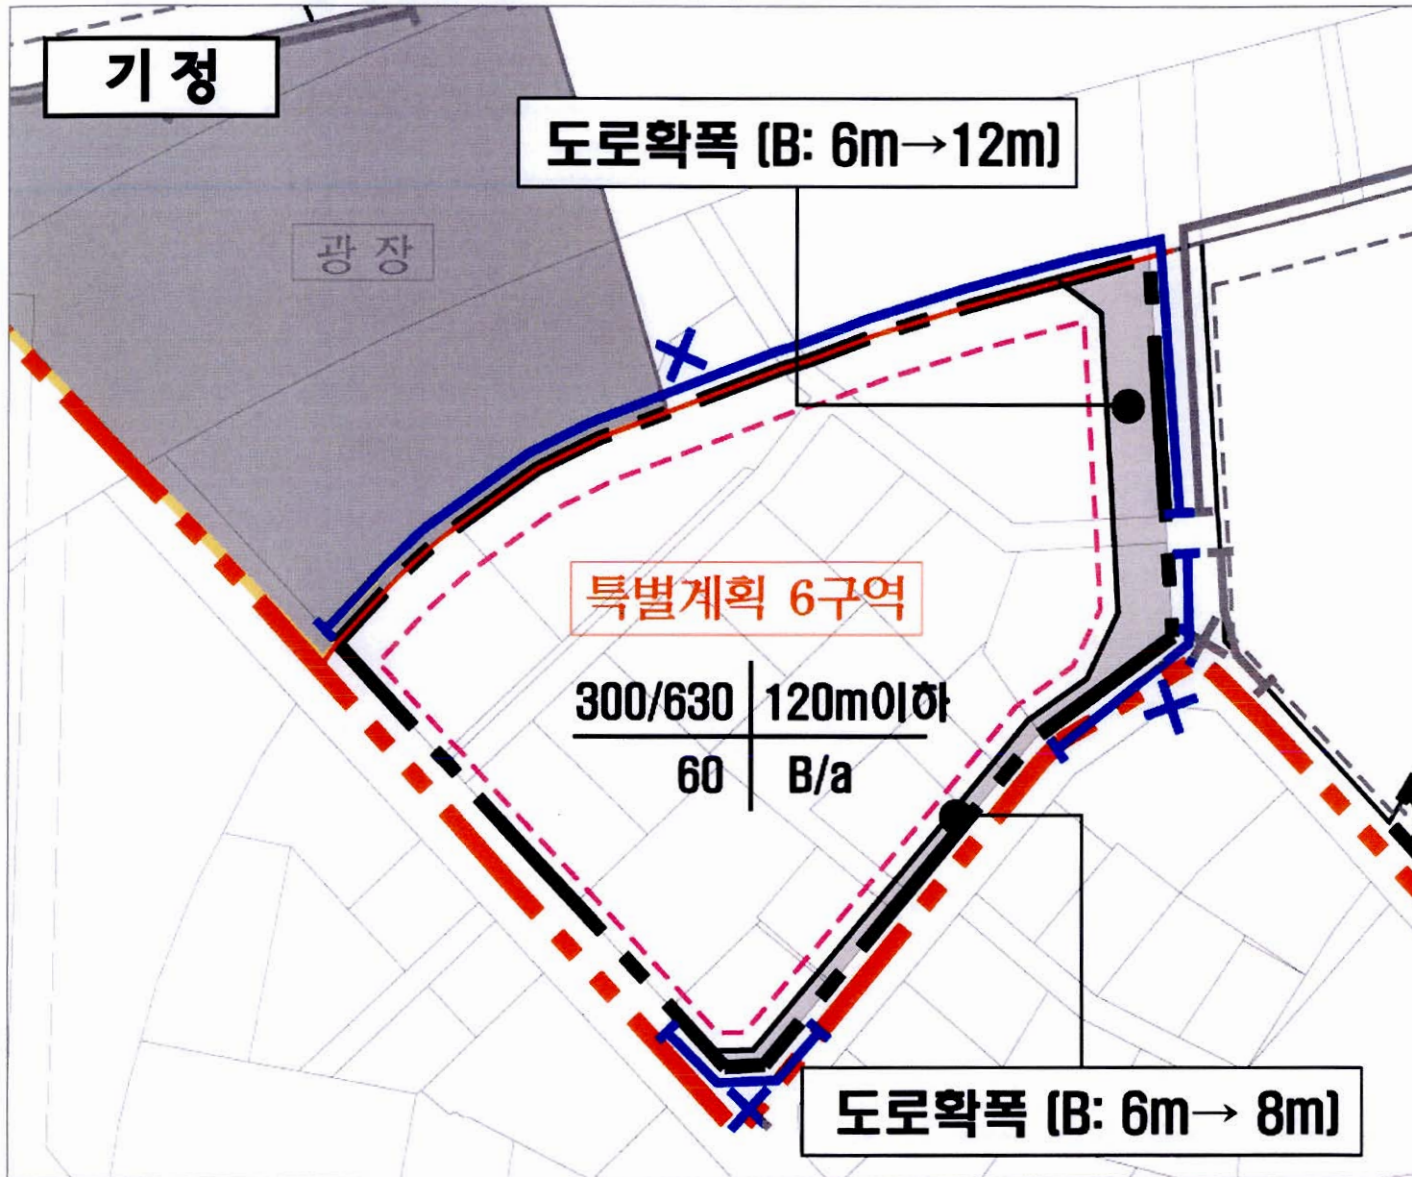 기 정
도로확폭 (B: 6m→12m)
광 장
특별계획 6구역
300/630 120m이하
60 B/a
도로확폭 (B: 6m→ 8m)